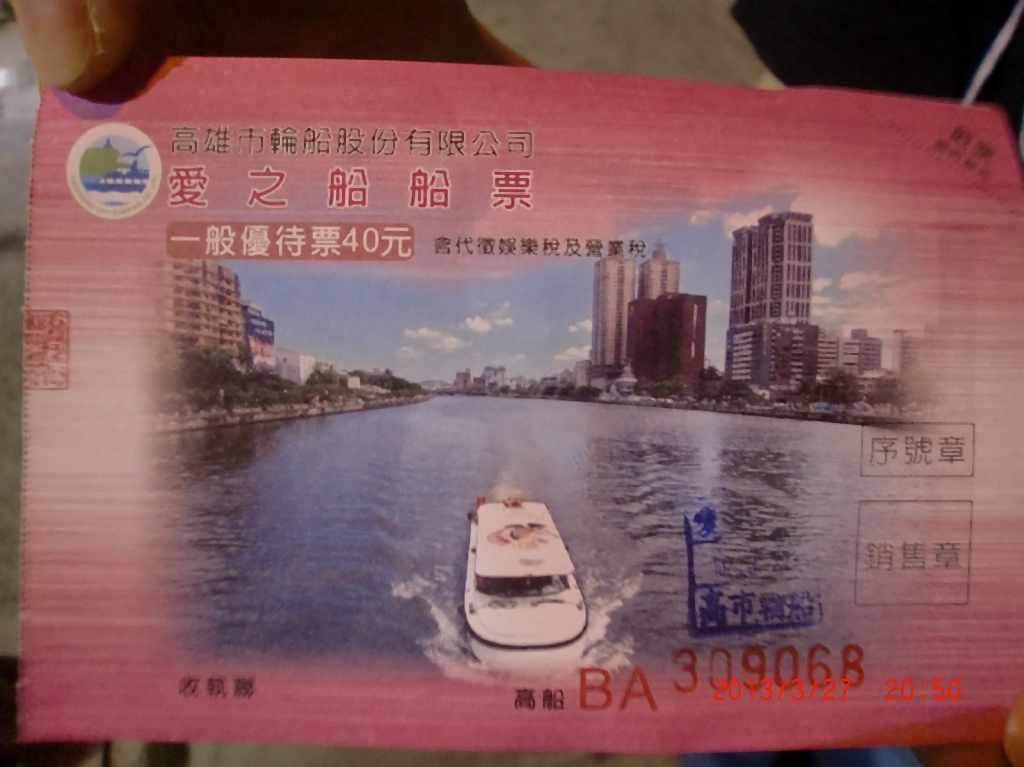 高雄市輪船股份有限公司
愛之船船票
一般優待票40元
含代徵娛樂稅及營業稅
序號章
銷售章
愛
高市輪船
收執聯
高船 BA 309068
2013/3/27 20:50